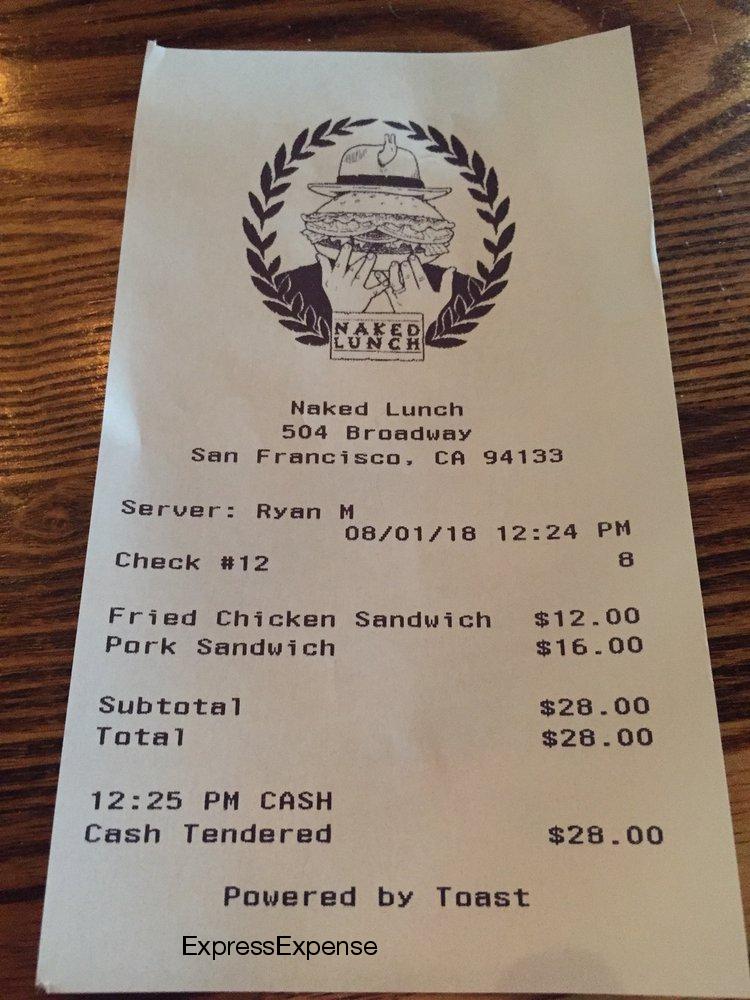 NAKED
LUNCH
Naked Lunch
504 Broadway
San Francisco, CA 94133
Server: Ryan M
08/01/18 12:24 PM
Check #12 8
Fried Chicken Sandwich $12.00
Pork Sandwich $16.00
Subtotal $28.00
Total $28.00
12:25 PM CASH
Cash Tendered $28.00
Powered by Toast
ExpressExpense